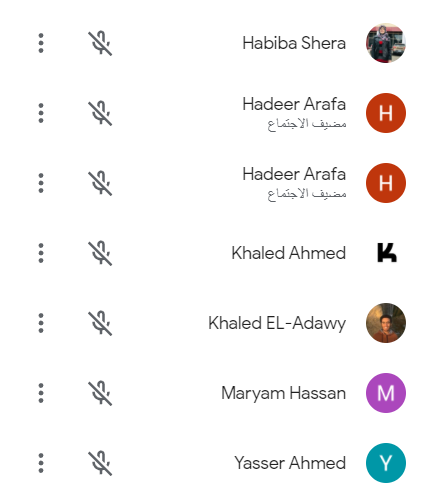 Habiba Shera
Hadeer Arafa
مضيف الاجتماع
H
Hadeer Arafa
مضيف الاجتماع
H
Khaled Ahmed
K
Khaled EL-Adawy
Maryam Hassan
M
Yasser Ahmed
Y